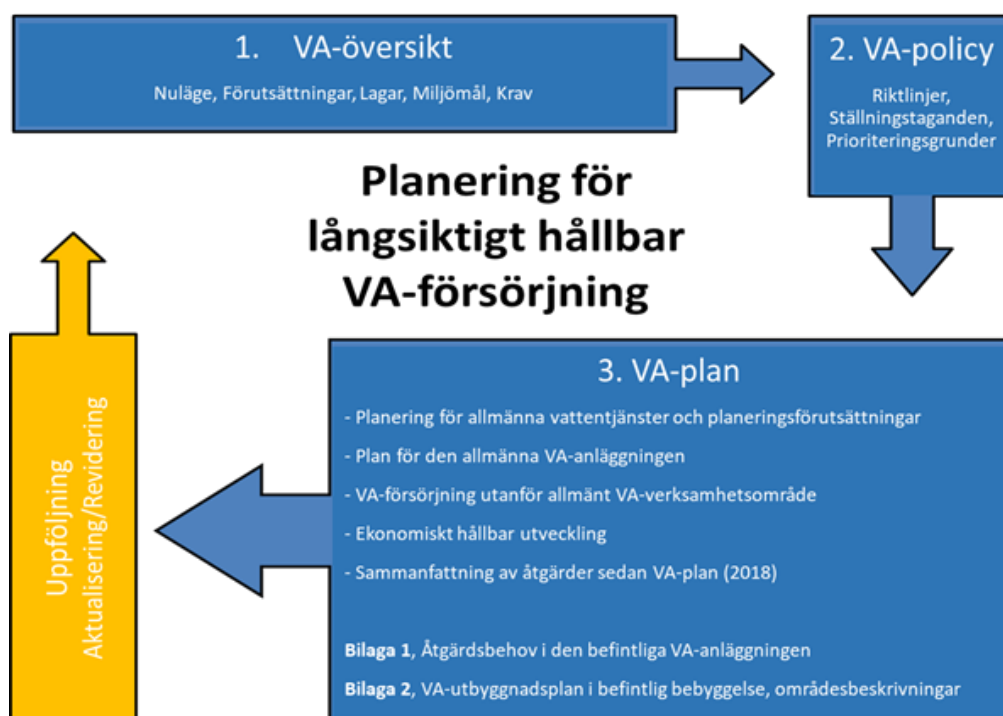 1. VA-översikt
Nuläge, Förutsättningar, Lagar, Miljömål, Krav
2. VA-policy
Riktlinjer,
Ställningstaganden,
Prioriteringsgrunder
Planering för
långsiktigt hållbar
VA-försörjning
3. VA-plan
- Planering för allmänna vattentjänster och planeringsförutsättningar
- Plan för den allmänna VA-anläggningen
- VA-försörjning utanför allmänt VA-verksamhetsområde
- Ekonomiskt hållbar utveckling
- Sammanfattning av åtgärder sedan VA-plan (2018)
Bilaga 1, Åtgärdsbehov i den befintliga VA-anläggningen
Bilaga 2, VA-utbyggnadsplan i befintlig bebyggelse, områdesbeskrivningar
Uppföljning
Aktualisering/Revidering